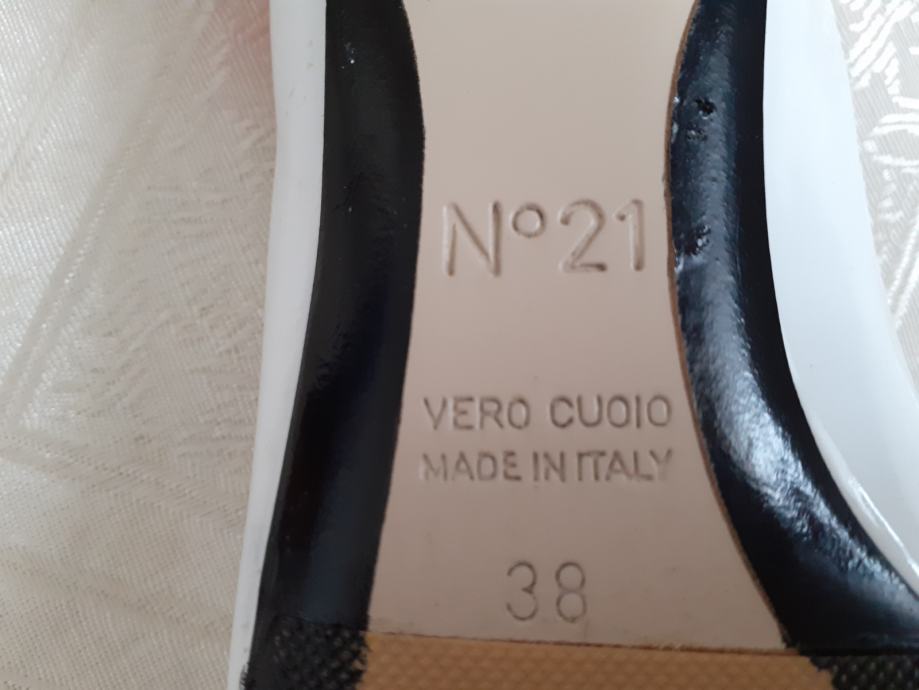 N°21
VERO CUOIO
MADE IN ITALY
38